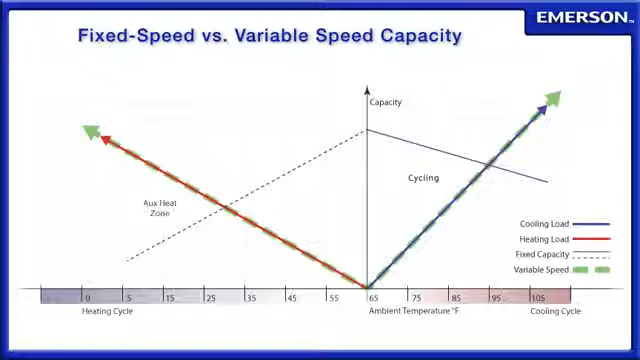 EMERSON™
Fixed-Speed vs. Variable Speed Capacity
Capacity
Cycling
Aux Heat
Zone
Cooling Load
Heating Load
Fixed Capacity
Variable Speed
0 5 15 25 35 45 55 65 75 85 95 105
Heating Cycle Ambient Temperature °F Cooling Cycle